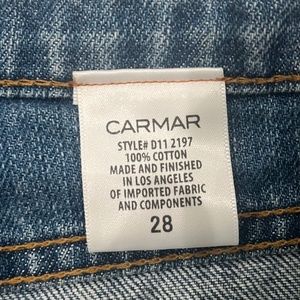 CARMAR
STYLE# D11 2197
100% COTTON
MADE AND FINISHED
IN LOS ANGELES
OF IMPORTED FABRIC
AND COMPONENTS
28